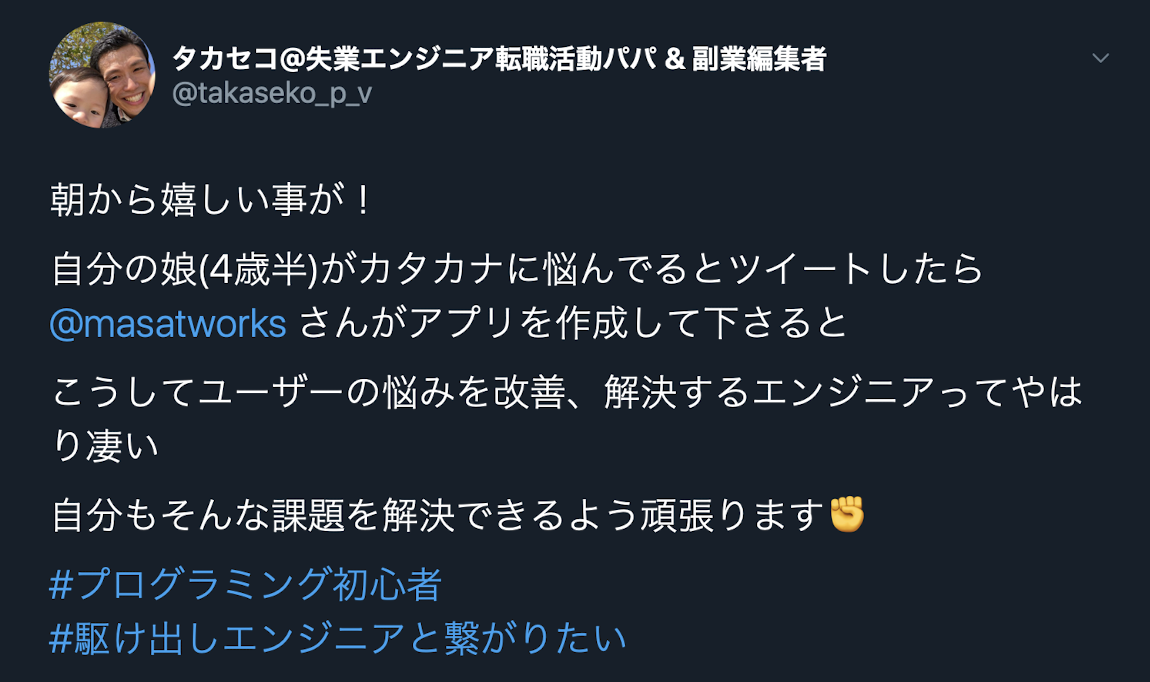 タカセコ@失業エンジニア転職活動パパ & 副業編集者
@takaseko_p_v
朝から嬉しい事が！
自分の娘(4歳半)がカタカナに悩んでるとツイートしたら
@masatworks さんがアプリを作成して下さると
こうしてユーザーの悩みを改善、解決するエンジニアってやは
り凄い
自分もそんな課題を解決できるよう頑張ります✊
#プログラミング初心者
#駆け出しエンジニアと繋がりたい